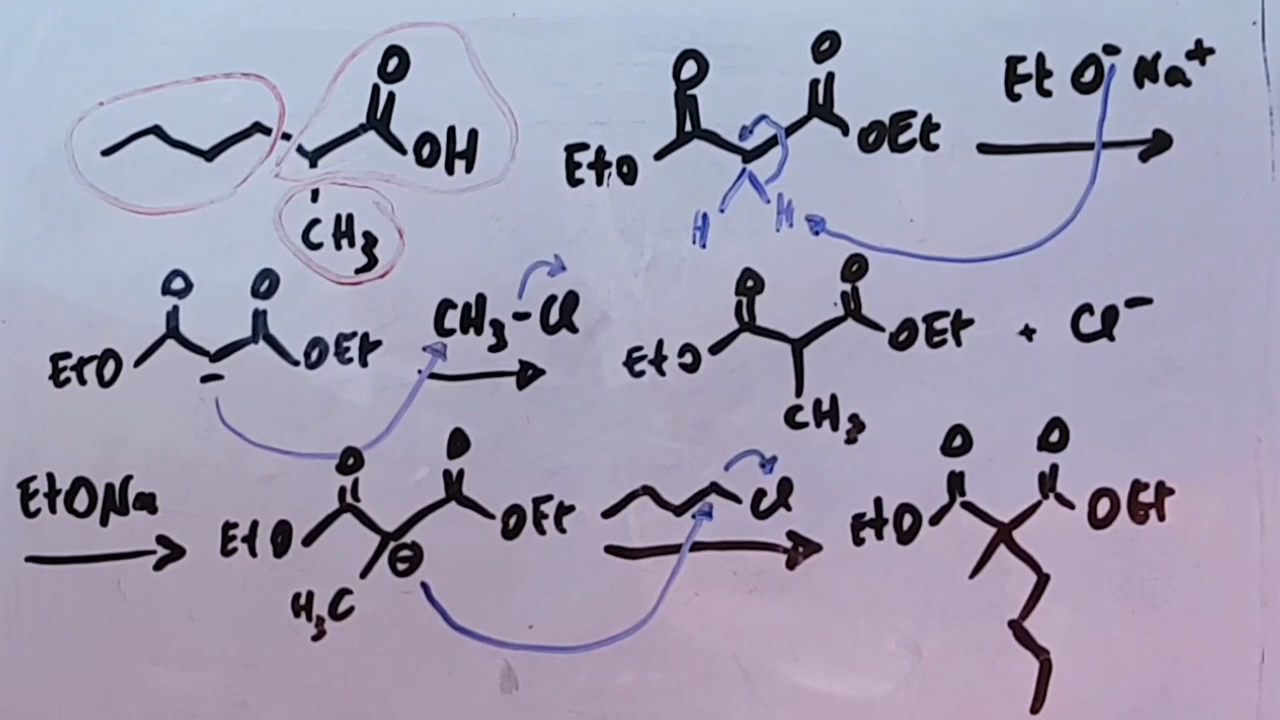 O O O EtO⁻ Na⁺
OH EtO OEt
CH₃ H H
O O CH₃-Cl O O
EtO OEt EtO OEt + Cl⁻
CH₃
EtONa O O Cl O O
EtO OEt EtO OEt
H₃C ⊖